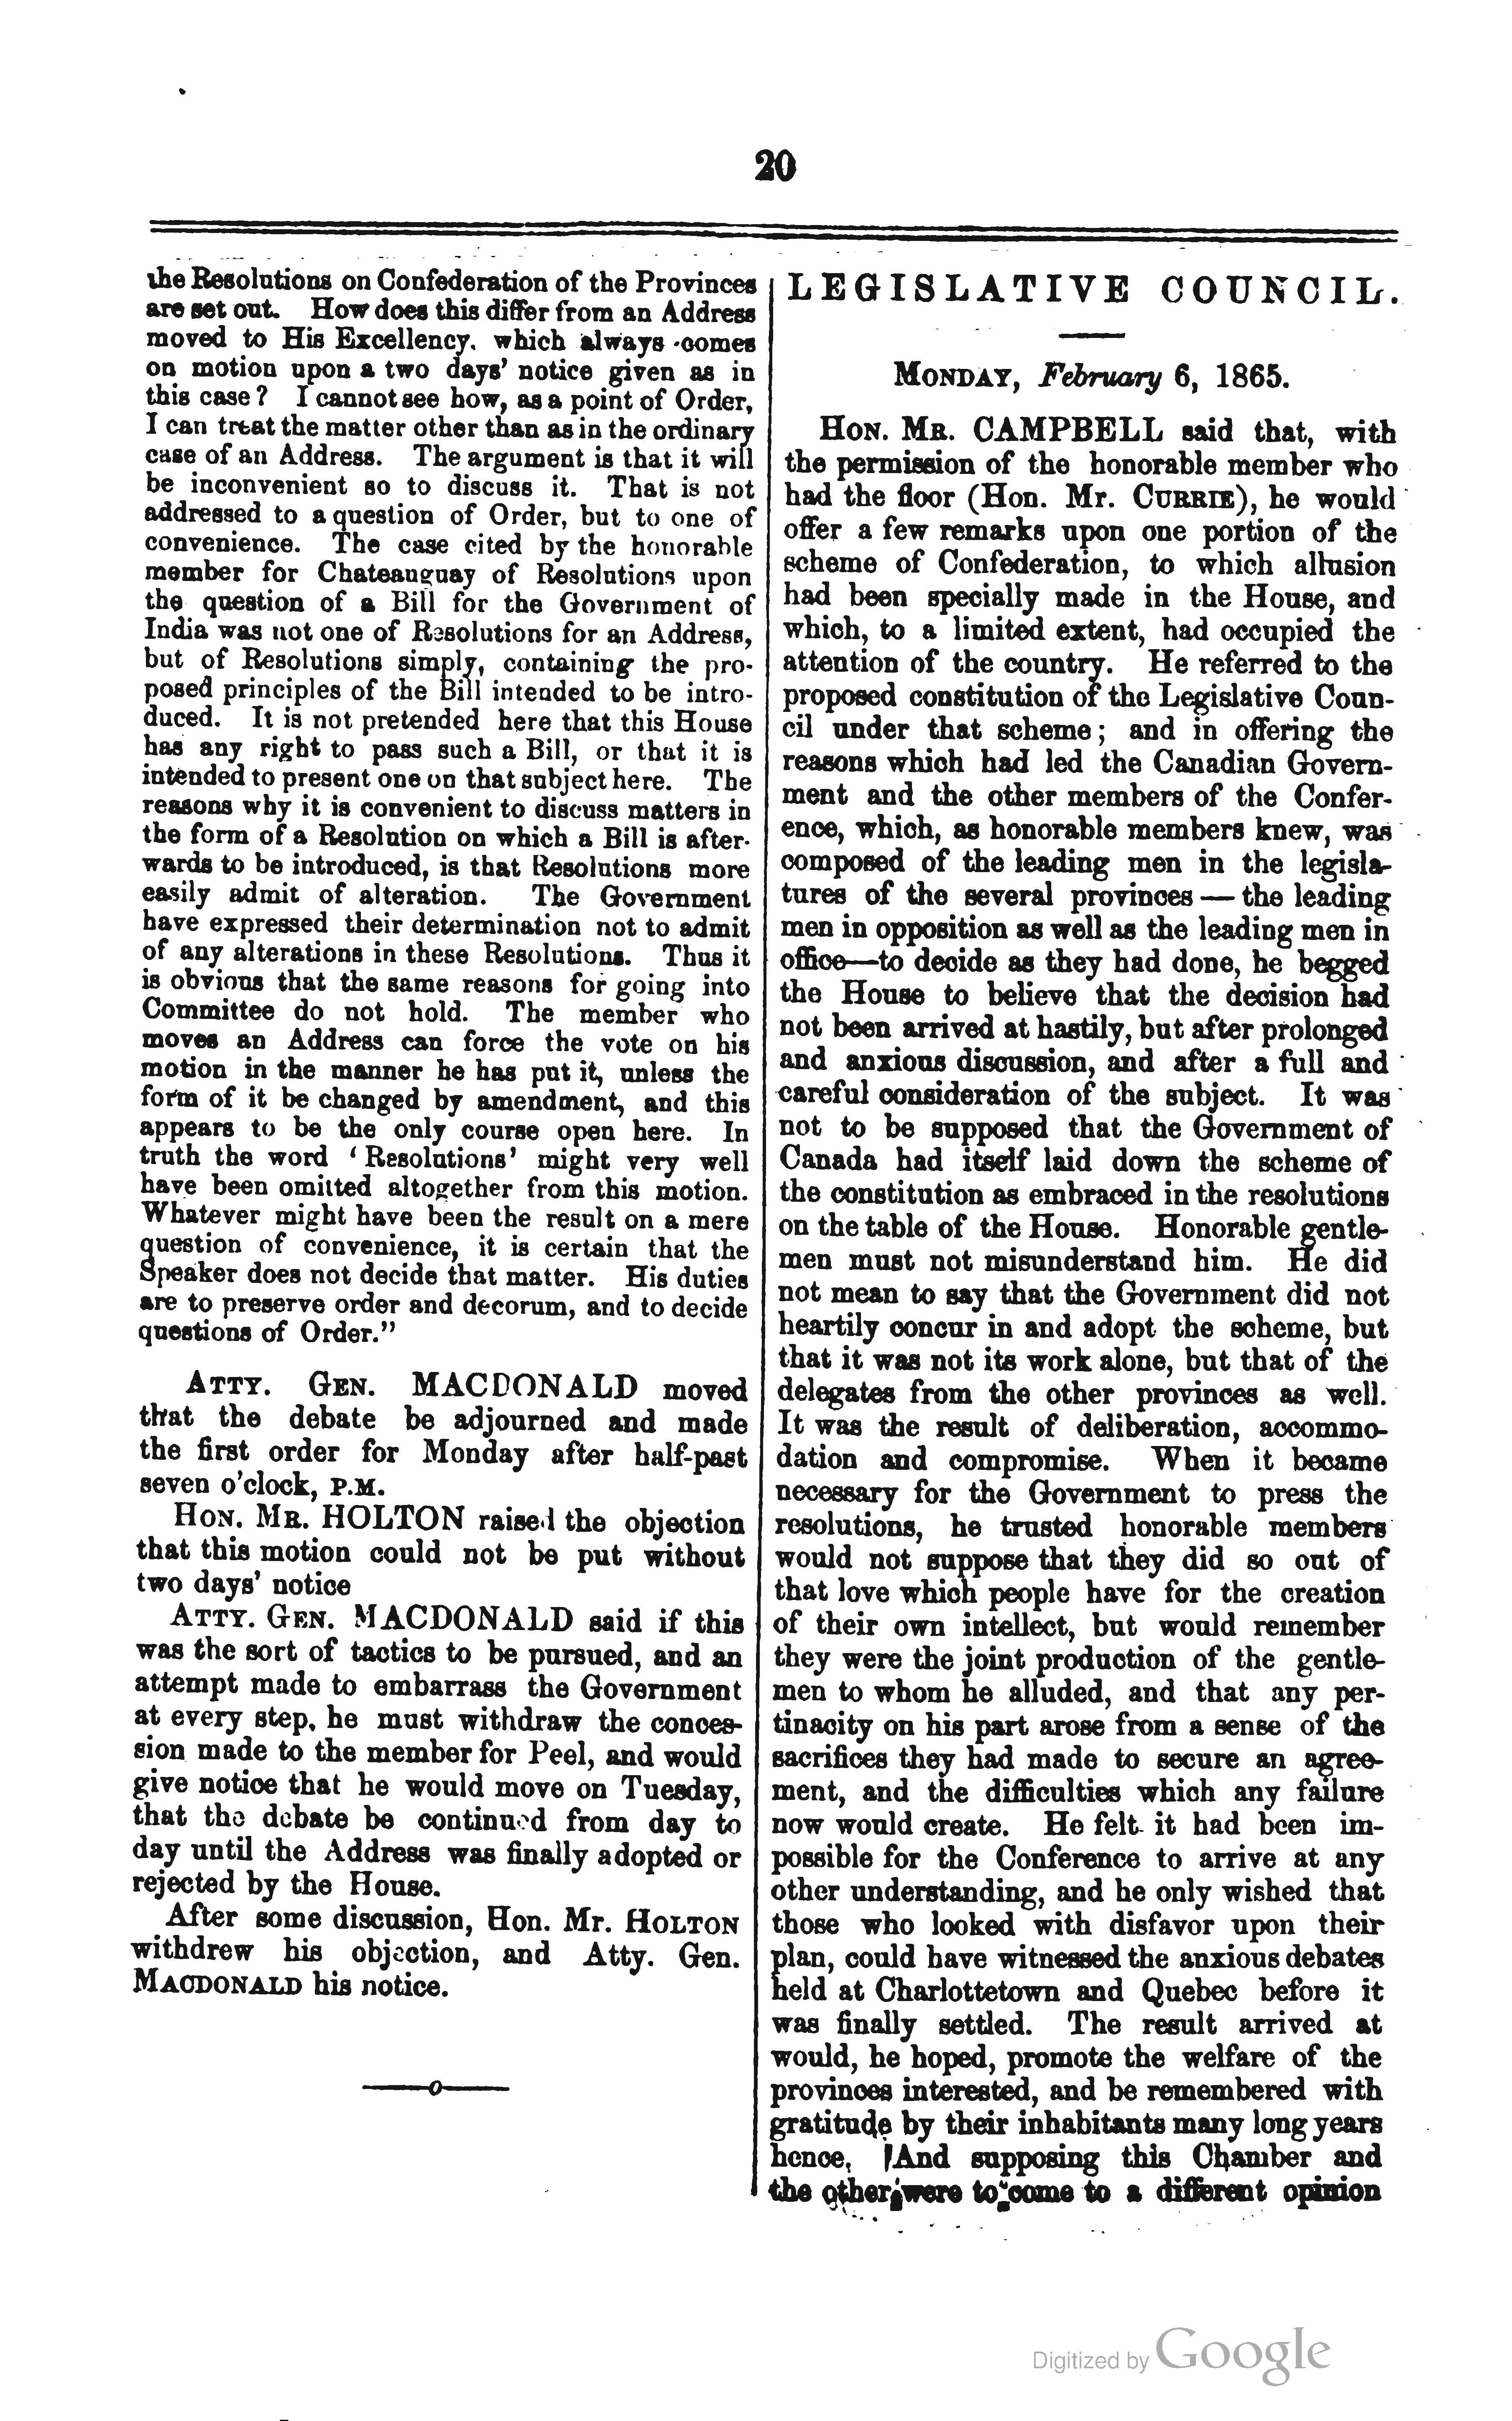 20
the Resolutions on Confederation of the Provinces
are set out. How does this differ from an Address
moved to His Excellency, which always comes
on motion upon a two days' notice given as in
this case? I cannot see how, as a point of Order,
I can treat the matter other than as in the ordinary
case of an Address. The argument is that it will
be inconvenient so to discuss it. That is not
addressed to a question of Order, but to one of
convenience. The case cited by the honorable
member for Chateauguay of Resolutions upon
the question of a Bill for the Government of
India was not one of Resolutions for an Address,
but of Resolutions simply, containing the pro-
posed principles of the Bill intended to be intro-
duced. It is not pretended here that this House
has any right to pass such a Bill, or that it is
intended to present one on that subject here. The
reasons why it is convenient to discuss matters in
the form of a Resolution on which a Bill is after-
wards to be introduced, is that Resolutions more
easily admit of alteration. The Government
have expressed their determination not to admit
of any alterations in these Resolutions. Thus it
is obvious that the same reasons for going into
Committee do not hold. The member who
moves an Address can force the vote on his
motion in the manner he has put it, unless the
form of it be changed by amendment, and this
appears to be the only course open here. In
truth the word ‘Resolutions’ might very well
have been omitted altogether from this motion.
Whatever might have been the result on a mere
question of convenience, it is certain that the
Speaker does not decide that matter. His duties
are to preserve order and decorum, and to decide
questions of Order."
ATTY. GEN. MACDONALD moved
that the debate be adjourned and made
the first order for Monday after half-past
seven o'clock, P.M.
HON. MR. HOLTON raised the objection
that this motion could not be put without
two days' notice
ATTY. GEN. MACDONALD said if this
was the sort of tactics to be pursued, and an
attempt made to embarrass the Government
at every step, he must withdraw the conces-
sion made to the member for Peel, and would
give notice that he would move on Tuesday,
that the debate be continued from day to
day until the Address was finally adopted or
rejected by the House.
After some discussion, Hon. Mr. HOLTON
withdrew his objection, and Atty. Gen.
MACDONALD his notice.
LEGISLATIVE COUNCIL.
MONDAY, February 6, 1865.
HON. MR. CAMPBELL said that, with
the permission of the honorable member who
had the floor (Hon. Mr. CURRIE), he would
offer a few remarks upon one portion of the
scheme of Confederation, to which allusion
had been specially made in the House, and
which, to a limited extent, had occupied the
attention of the country. He referred to the
proposed constitution of the Legislative Coun-
cil under that scheme; and in offering the
reasons which had led the Canadian Govern-
ment and the other members of the Confer-
ence, which, as honorable members knew, was
composed of the leading men in the legisla-
tures of the several provinces — the leading
men in opposition as well as the leading men in
office—to decide as they had done, he begged
the House to believe that the decision had
not been arrived at hastily, but after prolonged
and anxious discussion, and after a full and
careful consideration of the subject. It was
not to be supposed that the Government of
Canada had itself laid down the scheme of
the constitution as embraced in the resolutions
on the table of the House. Honorable gentle-
men must not misunderstand him. He did
not mean to say that the Government did not
heartily concur in and adopt the scheme, but
that it was not its work alone, but that of the
delegates from the other provinces as well.
It was the result of deliberation, accommo-
dation and compromise. When it became
necessary for the Government to press the
resolutions, he trusted honorable members
would not suppose that they did so out of
that love which people have for the creation
of their own intellect, but would remember
they were the joint production of the gentle-
men to whom he alluded, and that any per-
tinacity on his part arose from a sense of the
sacrifices they had made to secure an agree-
ment, and the difficulties which any failure
now would create. He felt it had been im-
possible for the Conference to arrive at any
other understanding, and he only wished that
those who looked with disfavor upon their
plan, could have witnessed the anxious debates
held at Charlottetown and Quebec before it
was finally settled. The result arrived at
would, he hoped, promote the welfare of the
provinces interested, and be remembered with
gratitude by their inhabitants many long years
hence. And supposing this Chamber and
the other were to come to a different opinion
Digitized by Google